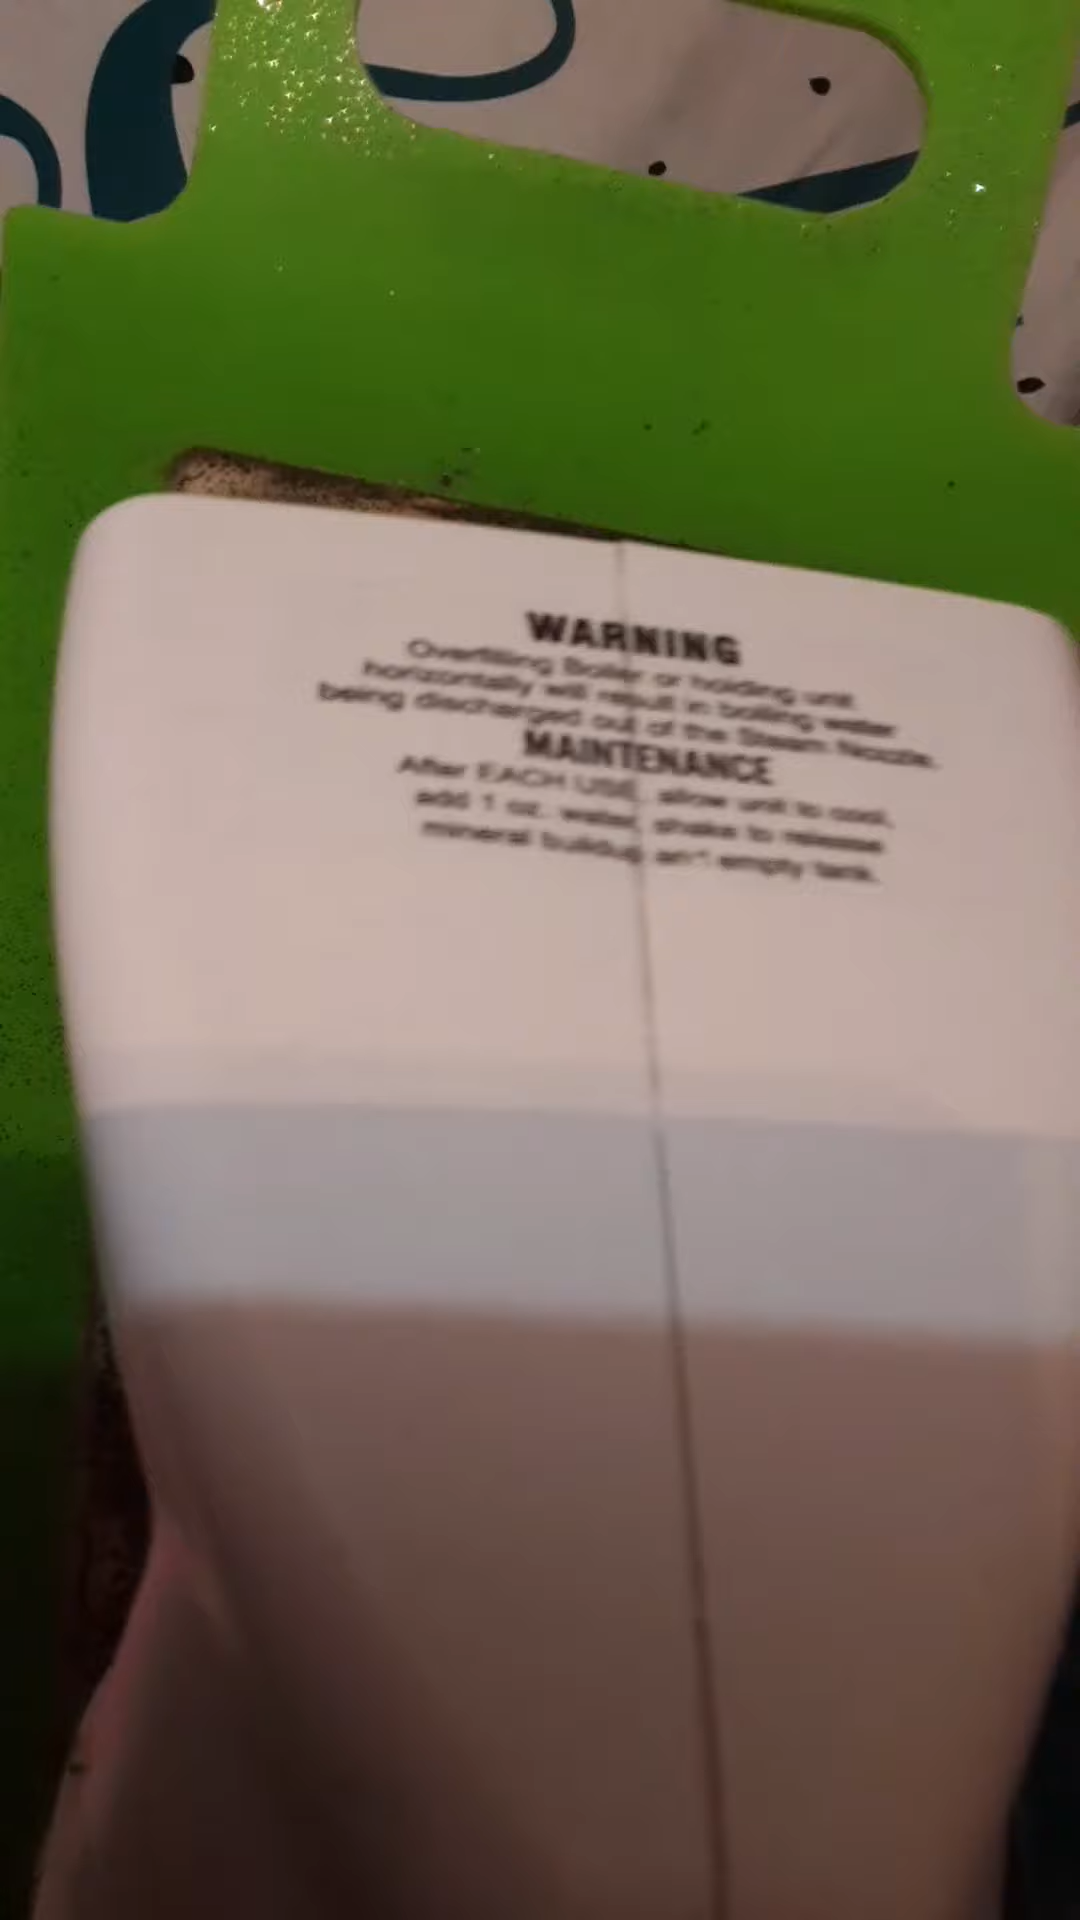 WARNING
Overfilling Boiler or holding unit
horizontally will result in boiling water
being discharged out of the Steam Nozzle.
MAINTENANCE
After EACH USE, allow unit to cool,
add 1 oz. water, shake to release
mineral buildup an" empty tank.